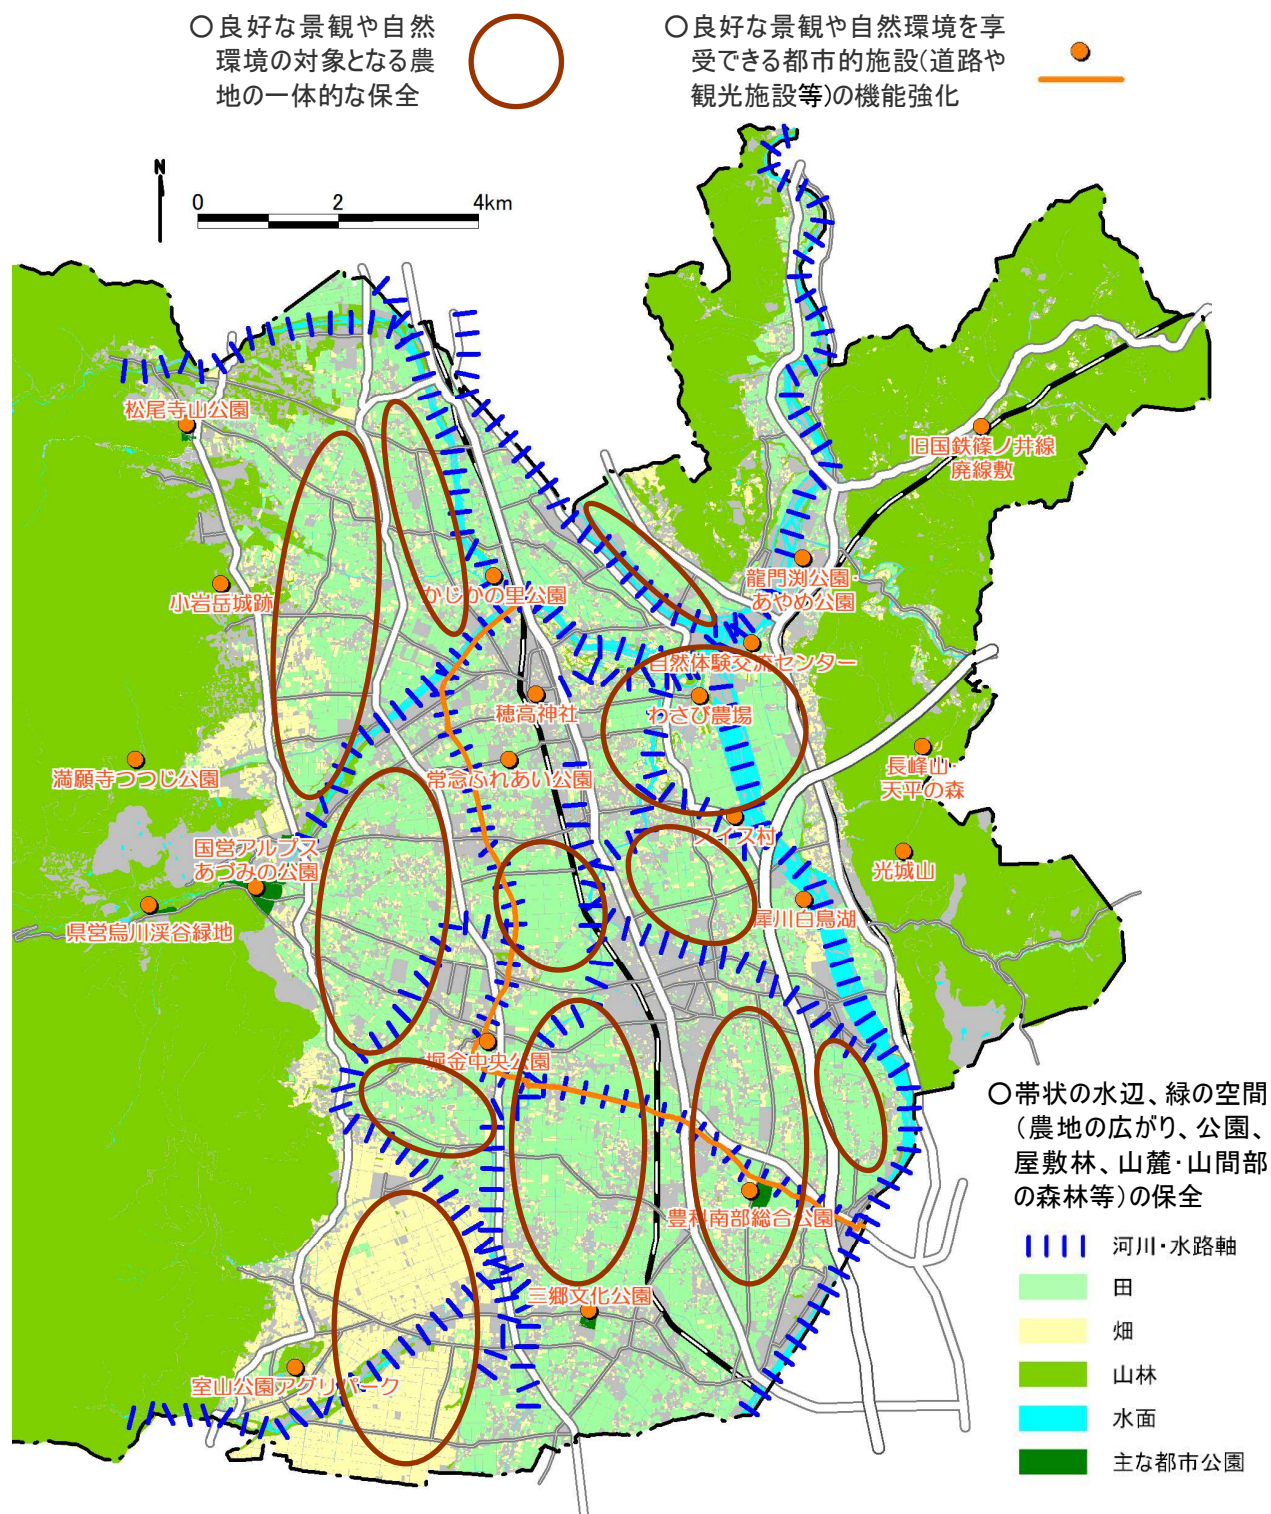 〇良好な景観や自然
環境の対象となる農
地の一体的な保全
〇良好な景観や自然環境を享
受できる都市的施設(道路や
観光施設等)の機能強化
N
0 2 4km
松尾寺山公園
旧国鉄篠ノ井線
廃線敷
小岩岳城跡
かじかの里公園
龍門渕公園・
あやめ公園
自然体験交流センター
穂高神社
わさび農場
満願寺つつじ公園
常念ふれあい公園
長峰山・
天平の森
国営アルプス
あづみの公園
スイス村
光城山
県営烏川渓谷緑地
犀川白鳥湖
堀金中央公園
豊科南部総合公園
三郷文化公園
室山公園アグリパーク
〇帯状の水辺、緑の空間
(農地の広がり、公園、
屋敷林、山麓・山間部
の森林等)の保全
河川・水路軸
田
畑
山林
水面
主な都市公園